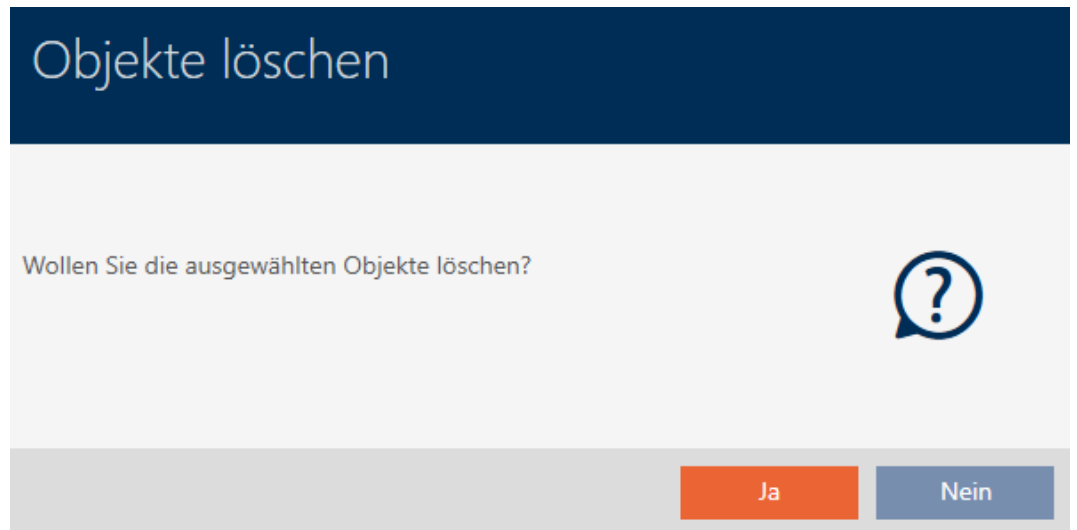 Objekte löschen
Wollen Sie die ausgewählten Objekte löschen?
?
Ja
Nein